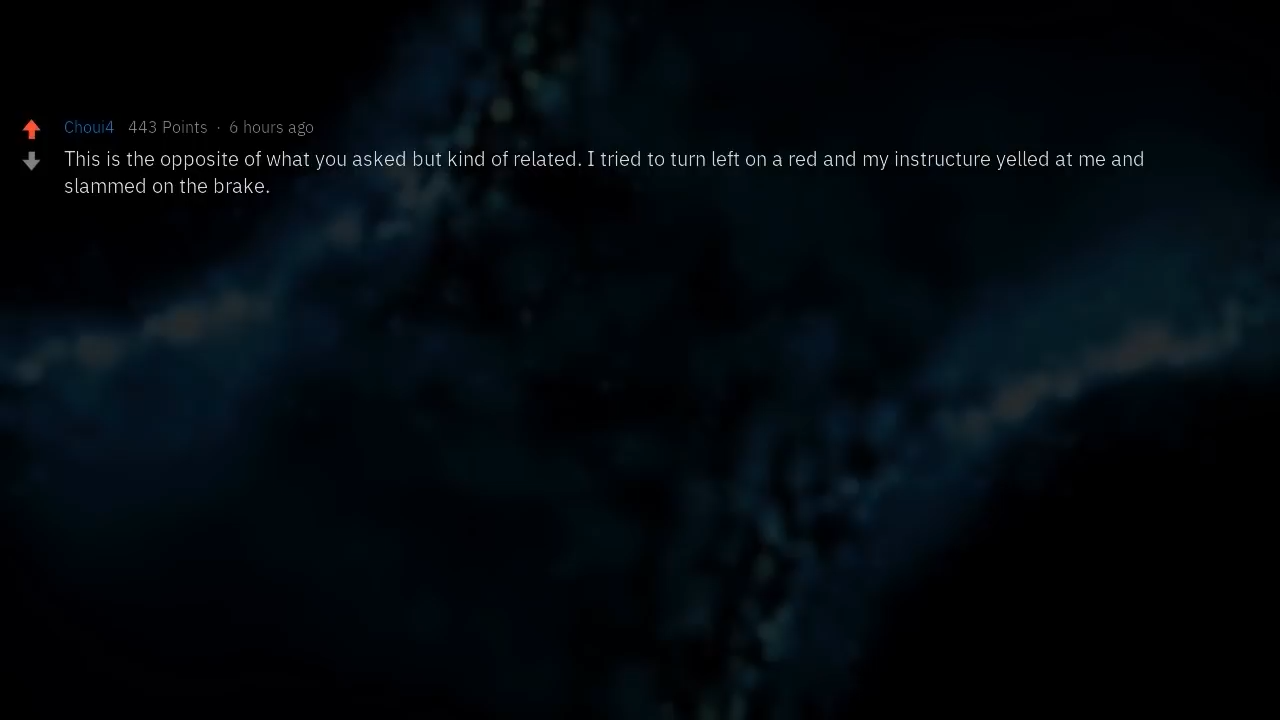 Choui4 443 Points · 6 hours ago
This is the opposite of what you asked but kind of related. I tried to turn left on a red and my instructure yelled at me and
slammed on the brake.